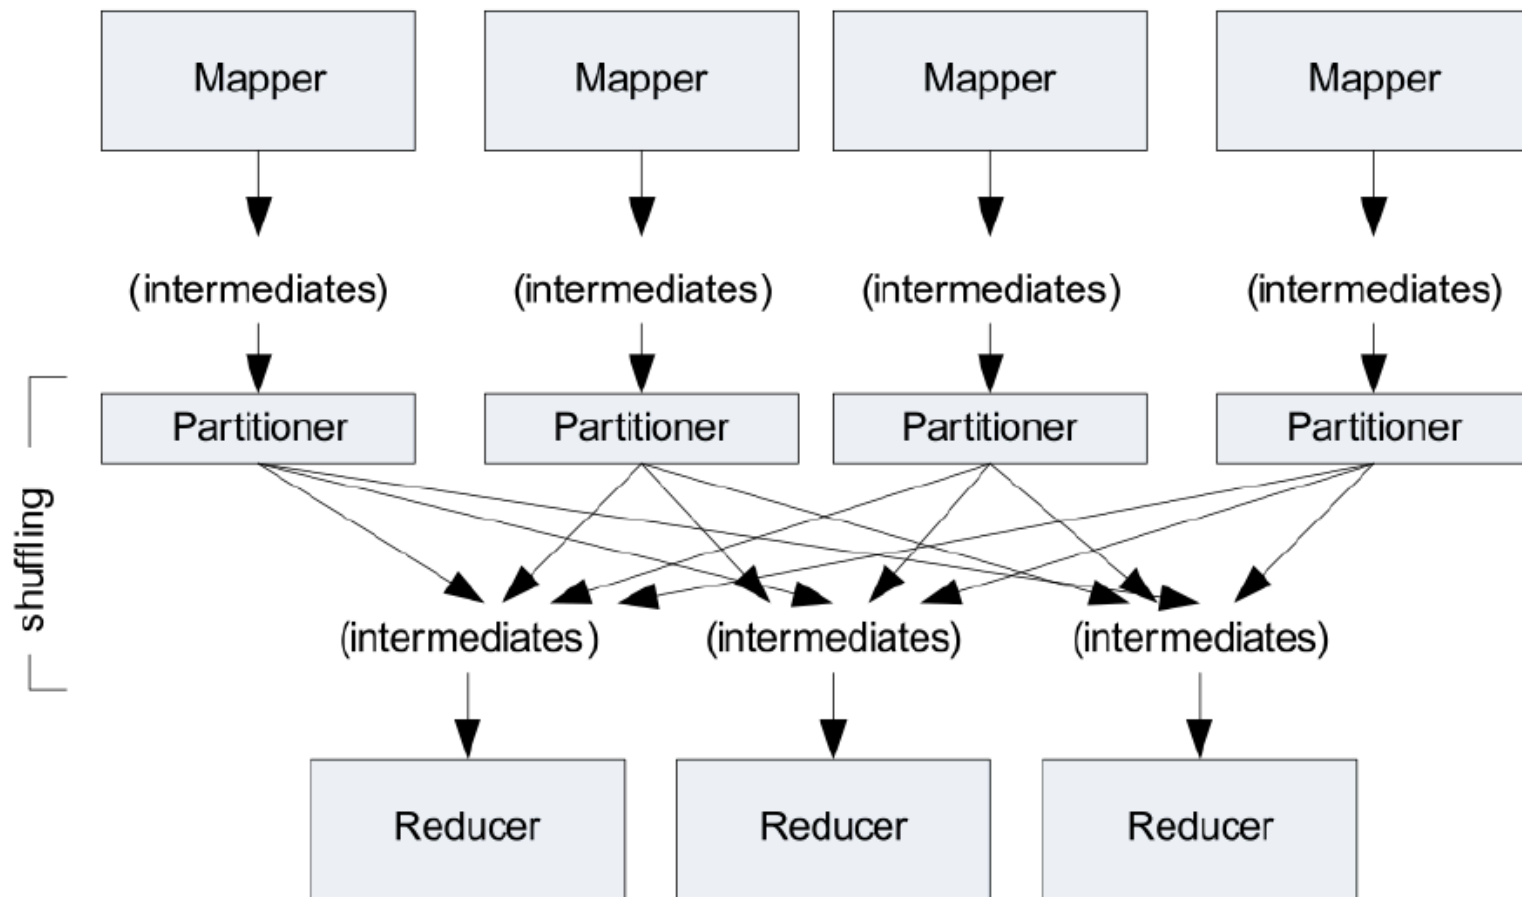 Mapper
Mapper
Mapper
Mapper
(intermediates)
(intermediates)
(intermediates)
(intermediates)
Partitioner
Partitioner
Partitioner
Partitioner
shuffling
(intermediates)
(intermediates)
(intermediates)
Reducer
Reducer
Reducer